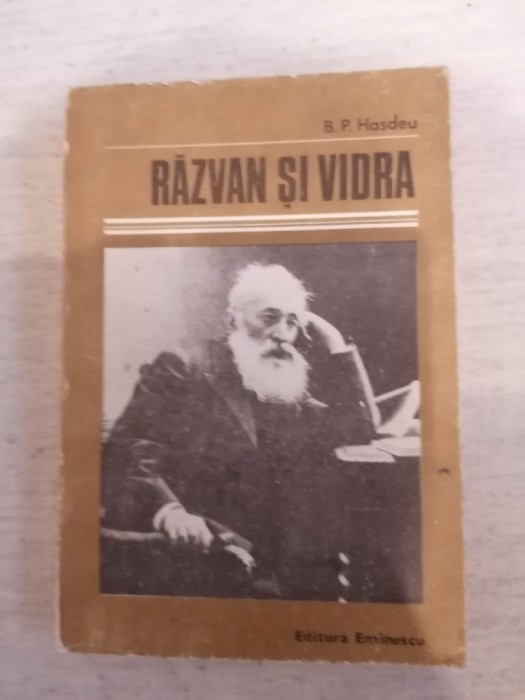 B. P. Hasdeu
RĂZVAN ȘI VIDRA
Editura Eminescu